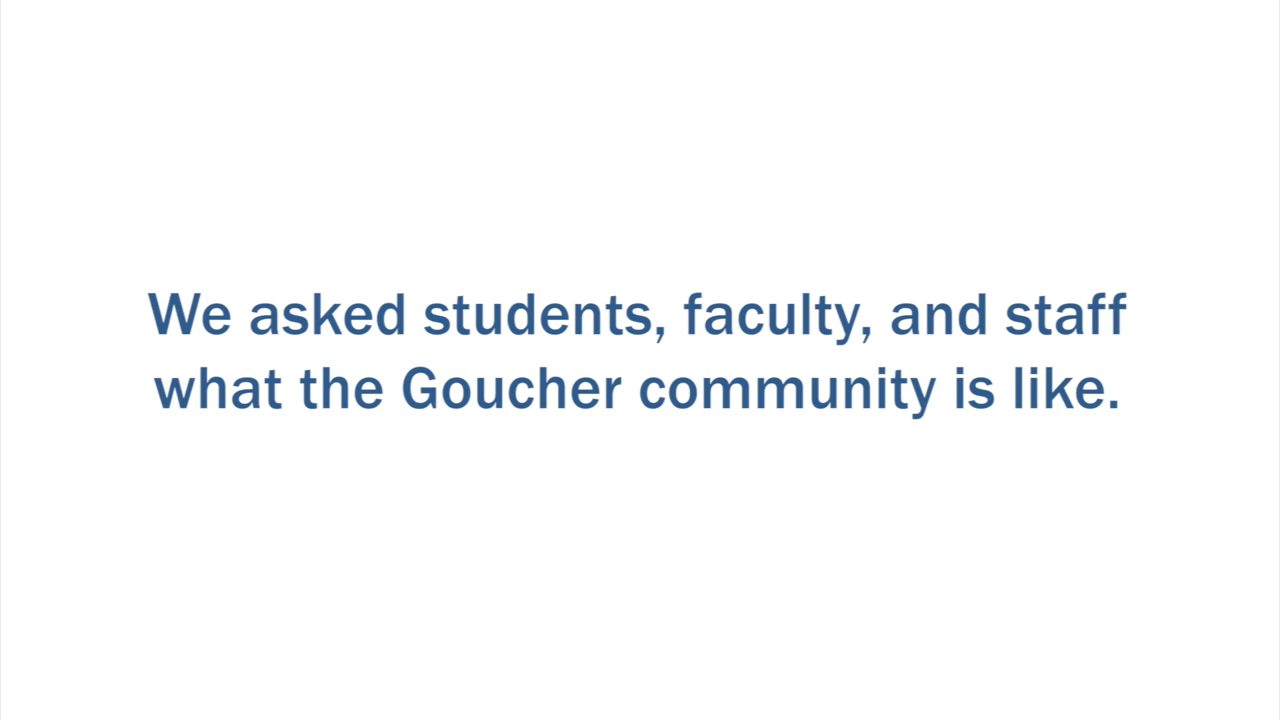 We asked students, faculty, and staff
what the Goucher community is like.